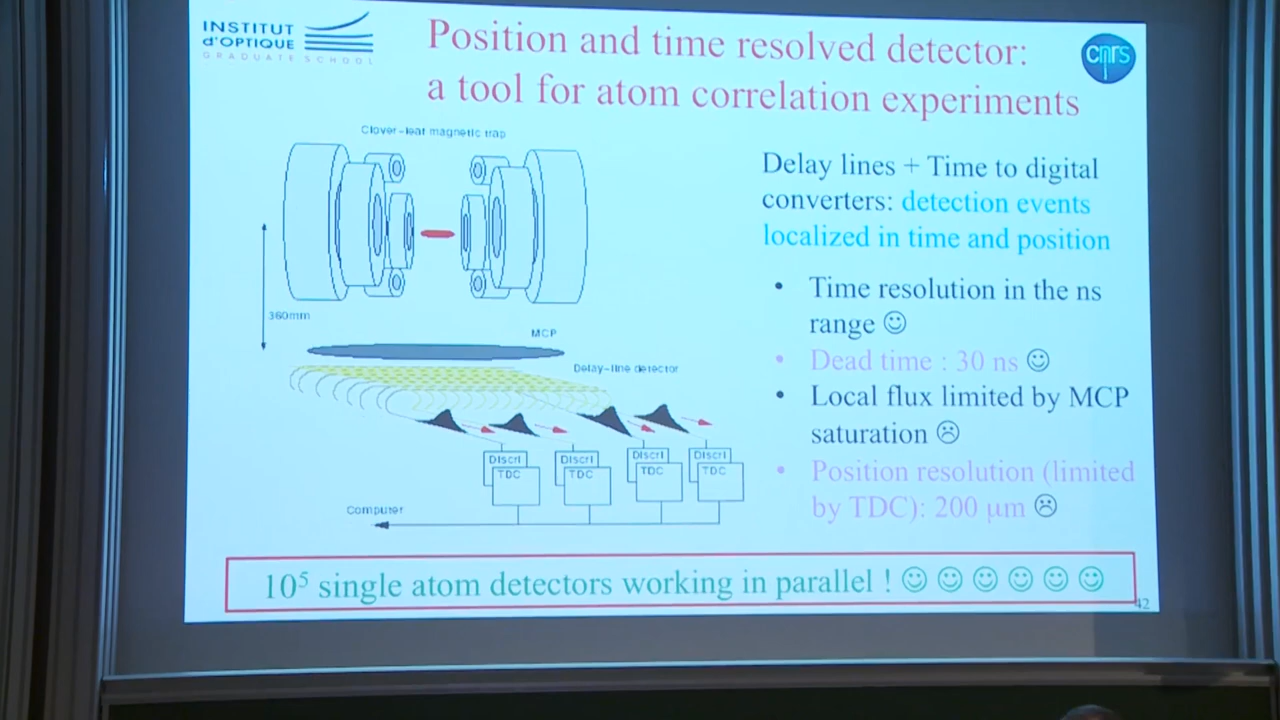 INSTITUT
d'OPTIQUE
GRADUATE SCHOOL
Position and time resolved detector:
a tool for atom correlation experiments
cnrs
Clover-leaf magnetic trap
360mm
MCP
Delay-line detector
Discri
TDC
Discri
TDC
Discri
TDC
Discri
TDC
Computer
Delay lines + Time to digital
converters: detection events
localized in time and position
• Time resolution in the ns
range ☺
• Dead time : 30 ns ☺
• Local flux limited by MCP
saturation ☹
• Position resolution (limited
by TDC): 200 µm ☹
10⁵ single atom detectors working in parallel ! ☺ ☺ ☺ ☺ ☺ ☺
42